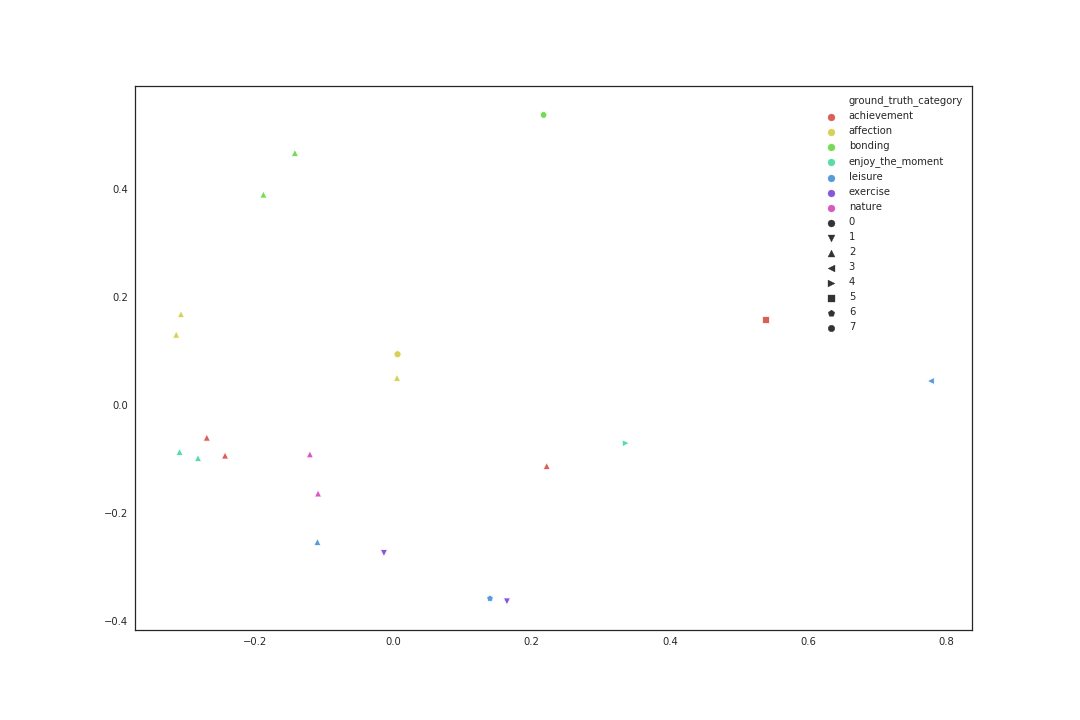 ground_truth_category
achievement
affection
bonding
enjoy_the_moment
leisure
exercise
nature
0
1
2
3
4
5
6
7
0.4
0.2
0.0
−0.2
−0.4
−0.2 0.0 0.2 0.4 0.6 0.8